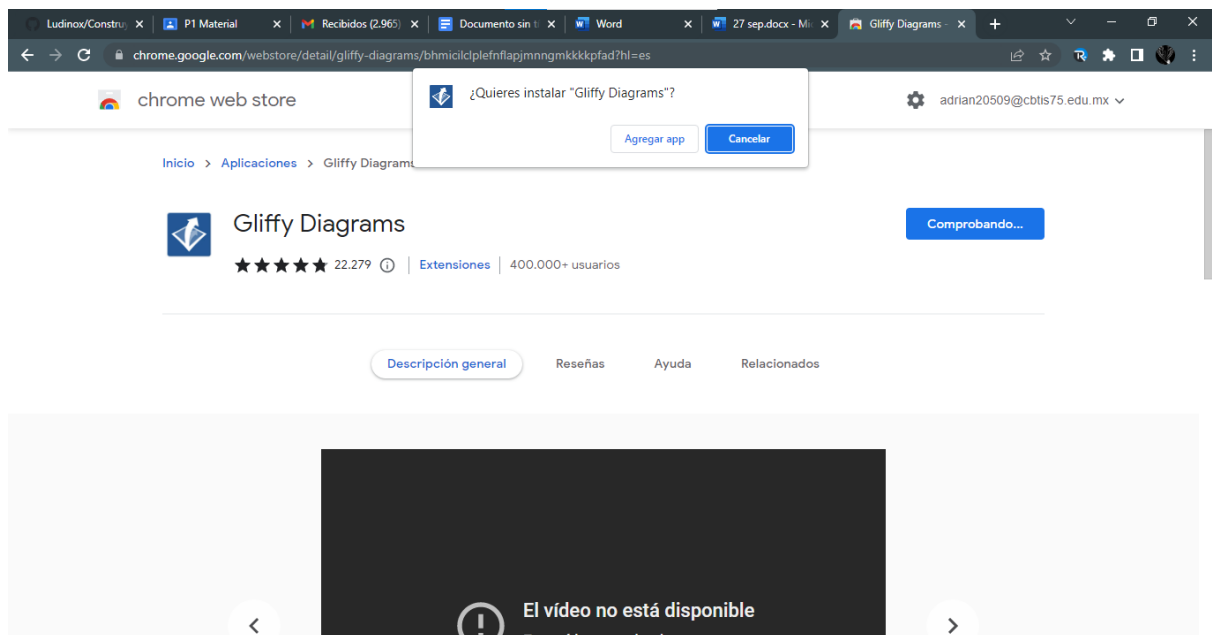 Ludinox/Constru
P1 Material
Recibidos (2.965)
Documento sin ti
Word
27 sep.docx - Mi
Gliffy Diagrams -
chrome.google.com/webstore/detail/gliffy-diagrams/bhmicilclplefnflapjmnngmkkkkpfad?hl=es
chrome web store
¿Quieres instalar "Gliffy Diagrams"?
adrian20509@cbtis75.edu.mx
Agregar app
Cancelar
Inicio > Aplicaciones > Gliffy Diagrams
Gliffy Diagrams
Comprobando...
22.279
Extensiones
400.000+ usuarios
Descripción general
Reseñas
Ayuda
Relacionados
El vídeo no está disponible